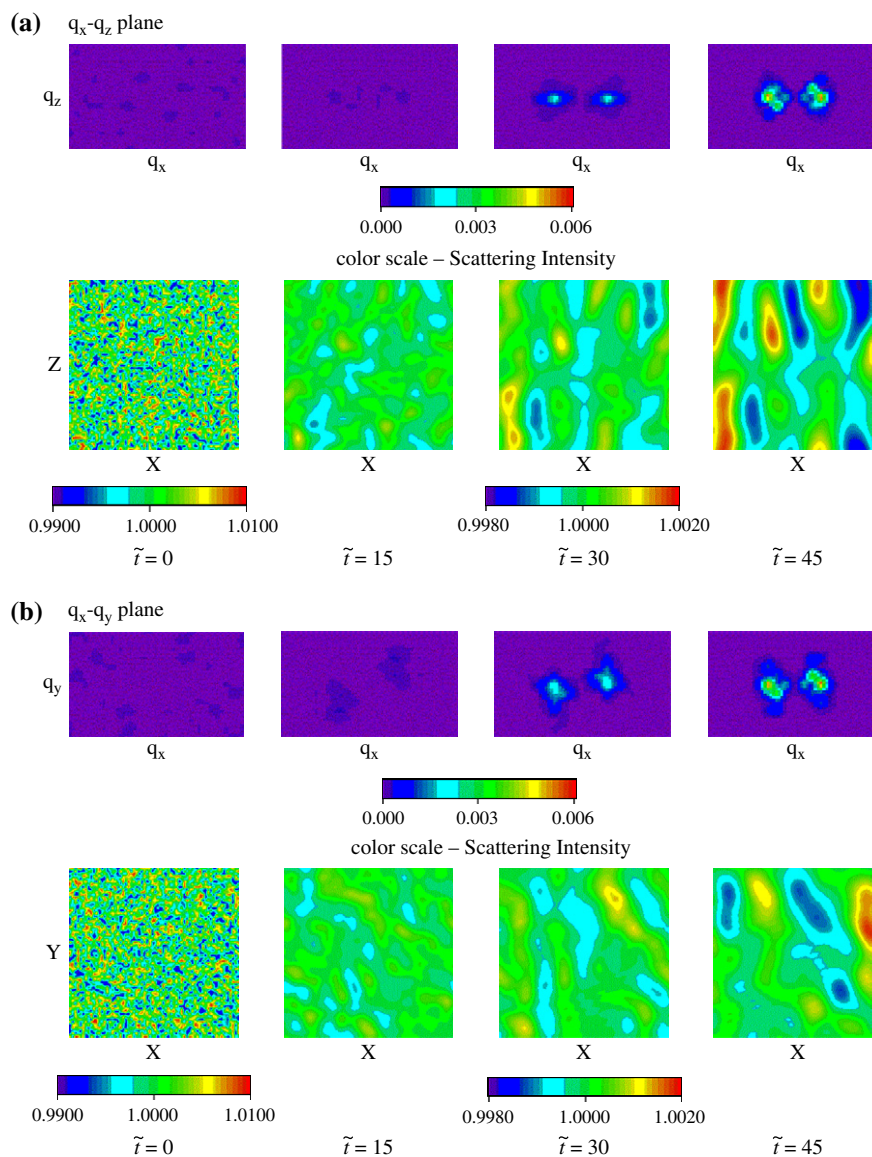 (a) qx-qz plane
qz
qx qx qx qx
0.000 0.003 0.006
color scale – Scattering Intensity
Z
X X X X
0.9900 1.0000 1.0100 0.9980 1.0000 1.0020
t̃ = 0 t̃ = 15 t̃ = 30 t̃ = 45
(b) qx-qy plane
qy
qx qx qx qx
0.000 0.003 0.006
color scale – Scattering Intensity
Y
X X X X
0.9900 1.0000 1.0100 0.9980 1.0000 1.0020
t̃ = 0 t̃ = 15 t̃ = 30 t̃ = 45